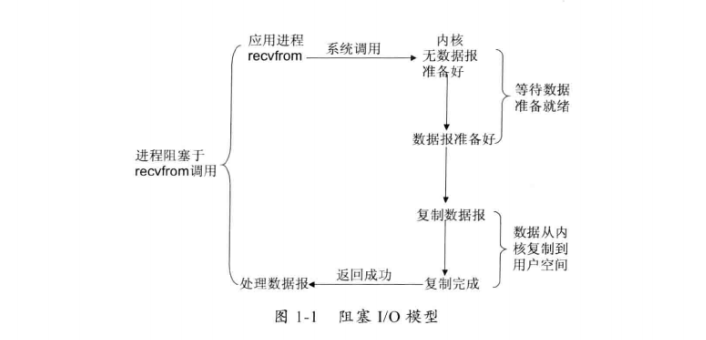 应用进程
recvfrom
系统调用
内核
无数据报
准备好
等待数据
准备就绪
数据报准备好
进程阻塞于
recvfrom调用
复制数据报
数据从内
核复制到
用户空间
处理数据报
返回成功
复制完成
图 1-1 阻塞 I/O 模型